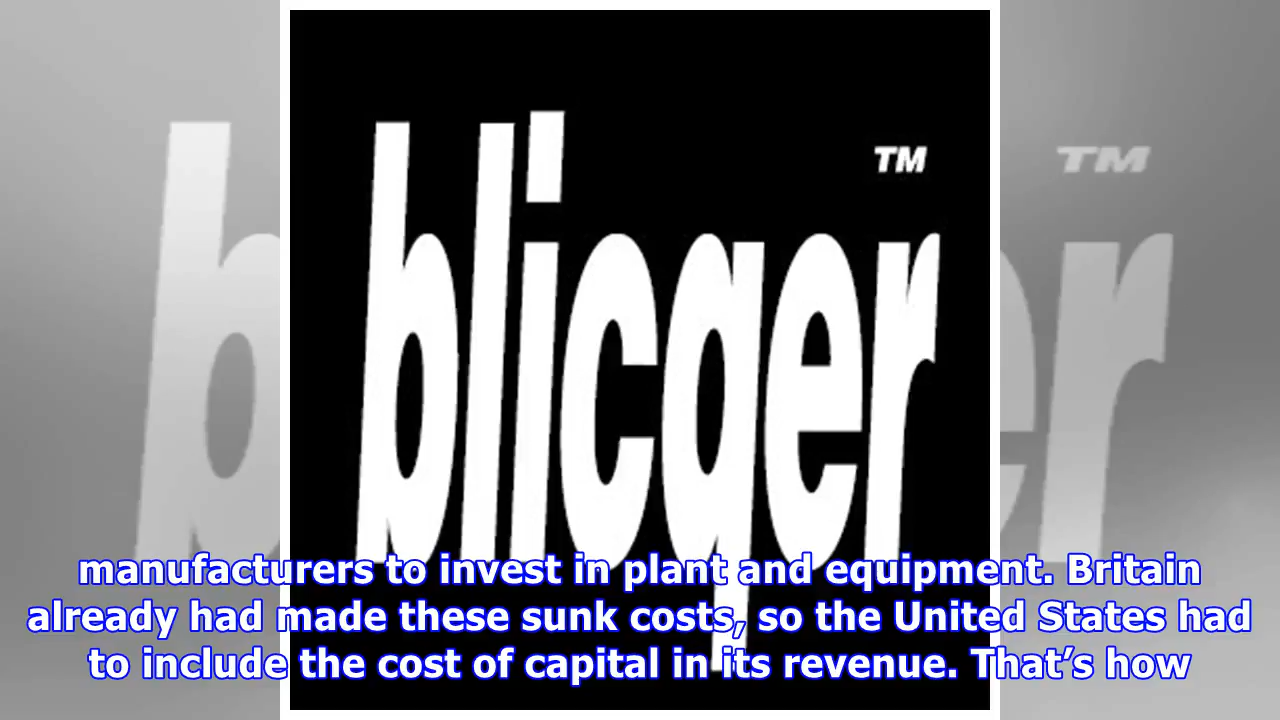 TM
blicqer
manufacturers to invest in plant and equipment. Britain
already had made these sunk costs, so the United States had
to include the cost of capital in its revenue. That’s how